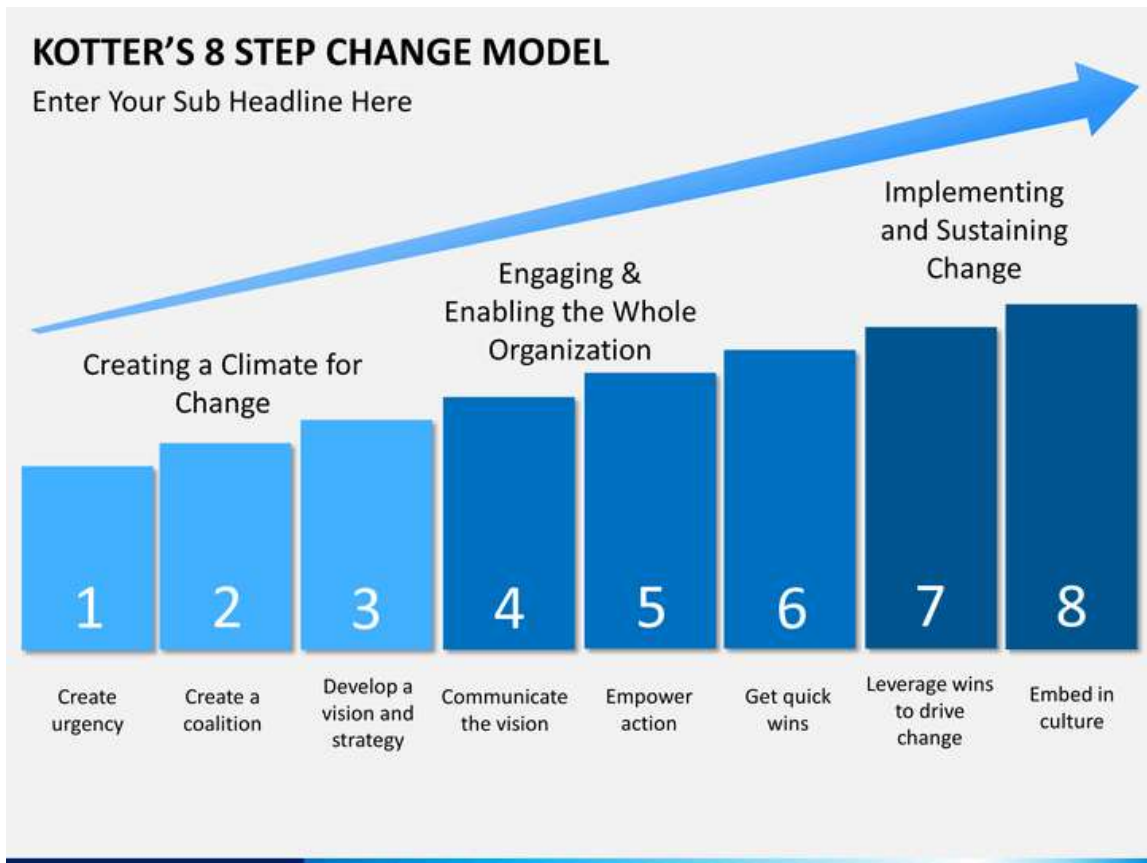 KOTTER’S 8 STEP CHANGE MODEL
Enter Your Sub Headline Here
Creating a Climate for
Change
Engaging &
Enabling the Whole
Organization
Implementing
and Sustaining
Change
1
2
3
4
5
6
7
8
Create
urgency
Create a
coalition
Develop a
vision and
strategy
Communicate
the vision
Empower
action
Get quick
wins
Leverage wins
to drive
change
Embed in
culture